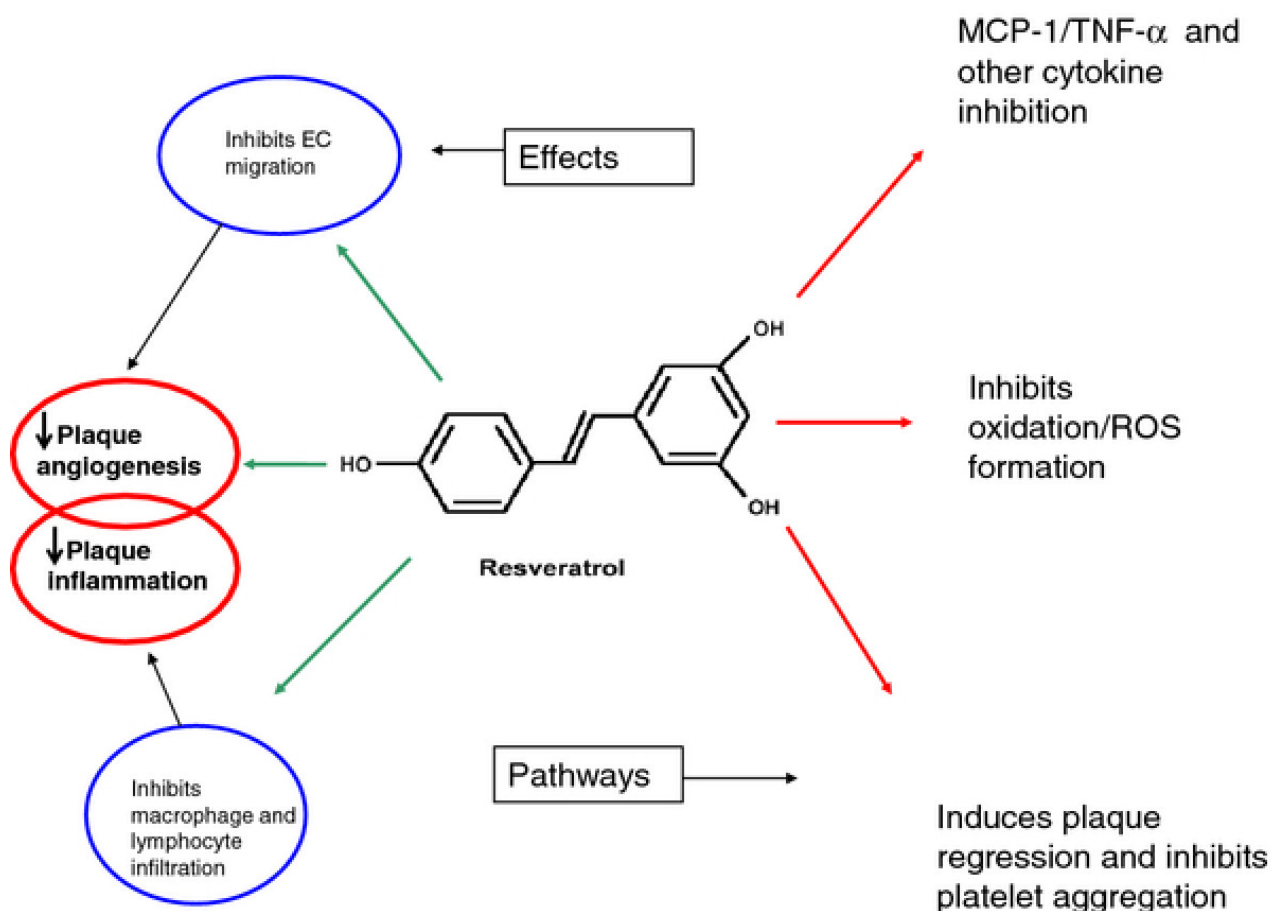 MCP-1/TNF-α and
other cytokine
inhibition
Inhibits EC
migration
Effects
OH
Inhibits
oxidation/ROS
formation
↓Plaque
angiogenesis
HO
OH
↓Plaque
inflammation
Resveratrol
Pathways
Inhibits
macrophage and
lymphocyte
infiltration
Induces plaque
regression and inhibits
platelet aggregation